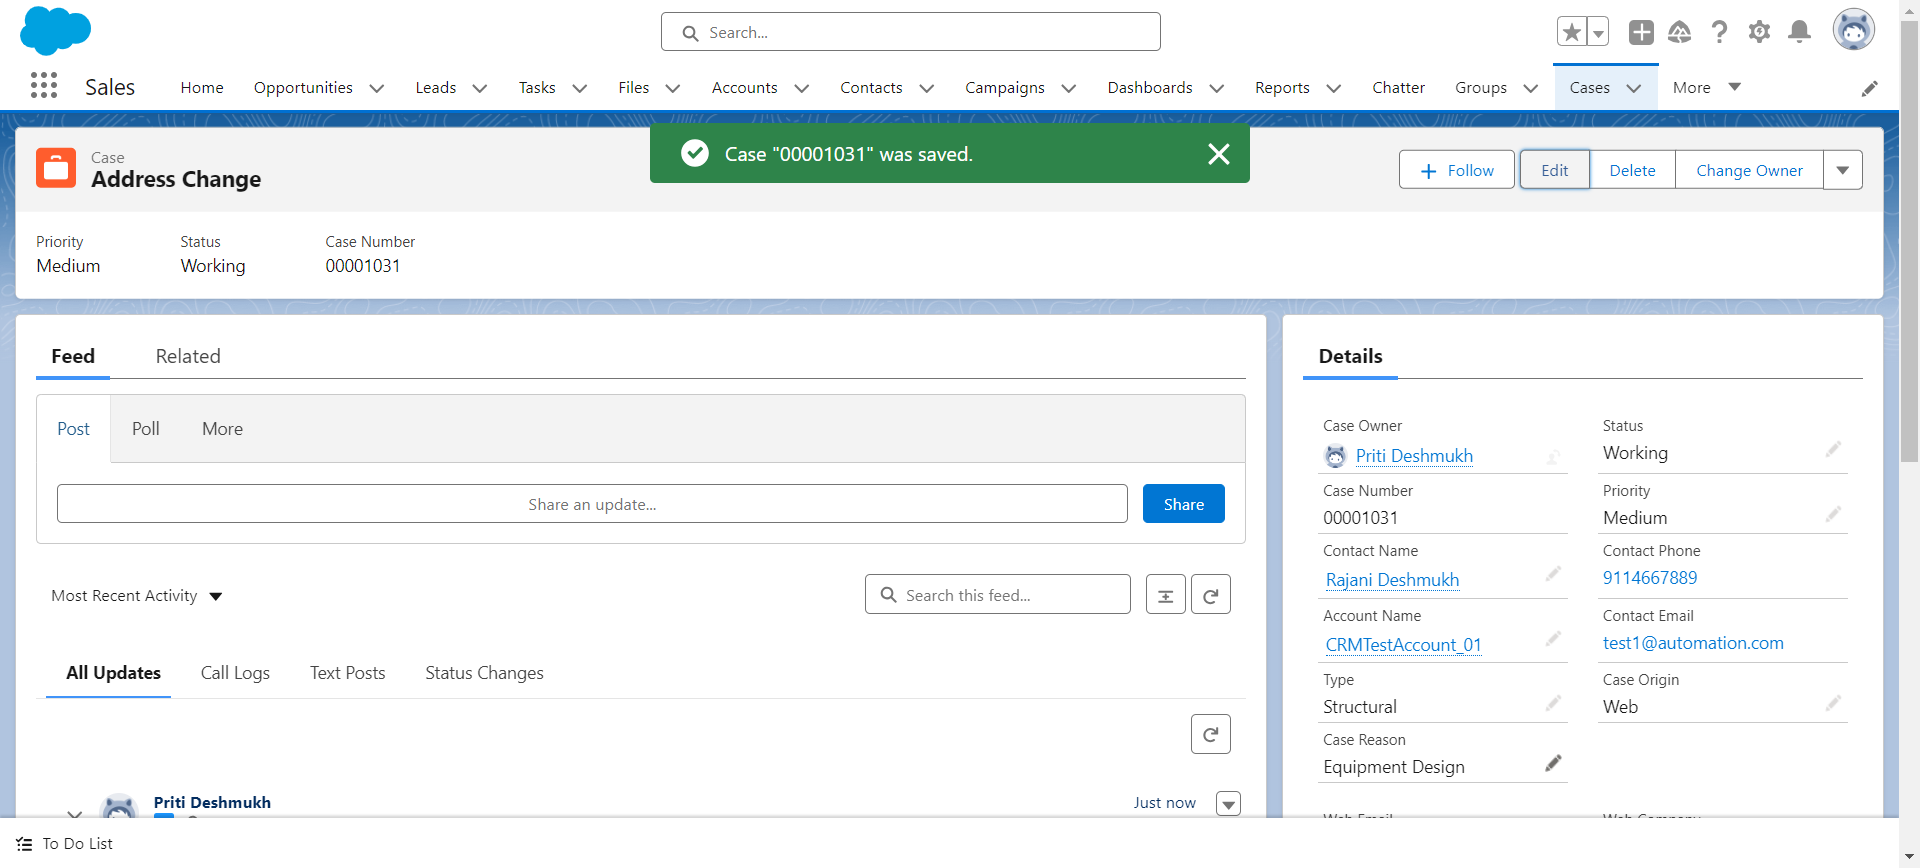 Search...
Sales
Home
Opportunities
Leads
Tasks
Files
Accounts
Contacts
Campaigns
Dashboards
Reports
Chatter
Groups
Cases
More
Case "00001031" was saved.
Case
Address Change
Follow
Edit
Delete
Change Owner
Priority
Medium
Status
Working
Case Number
00001031
Feed
Related
Post
Poll
More
Share an update...
Share
Most Recent Activity
Search this feed...
All Updates
Call Logs
Text Posts
Status Changes
Priti Deshmukh
Just now
Details
Case Owner
Priti Deshmukh
Status
Working
Case Number
00001031
Priority
Medium
Contact Name
Rajani Deshmukh
Contact Phone
9114667889
Account Name
CRMTestAccount_01
Contact Email
test1@automation.com
Type
Structural
Case Origin
Web
Case Reason
Equipment Design
To Do List